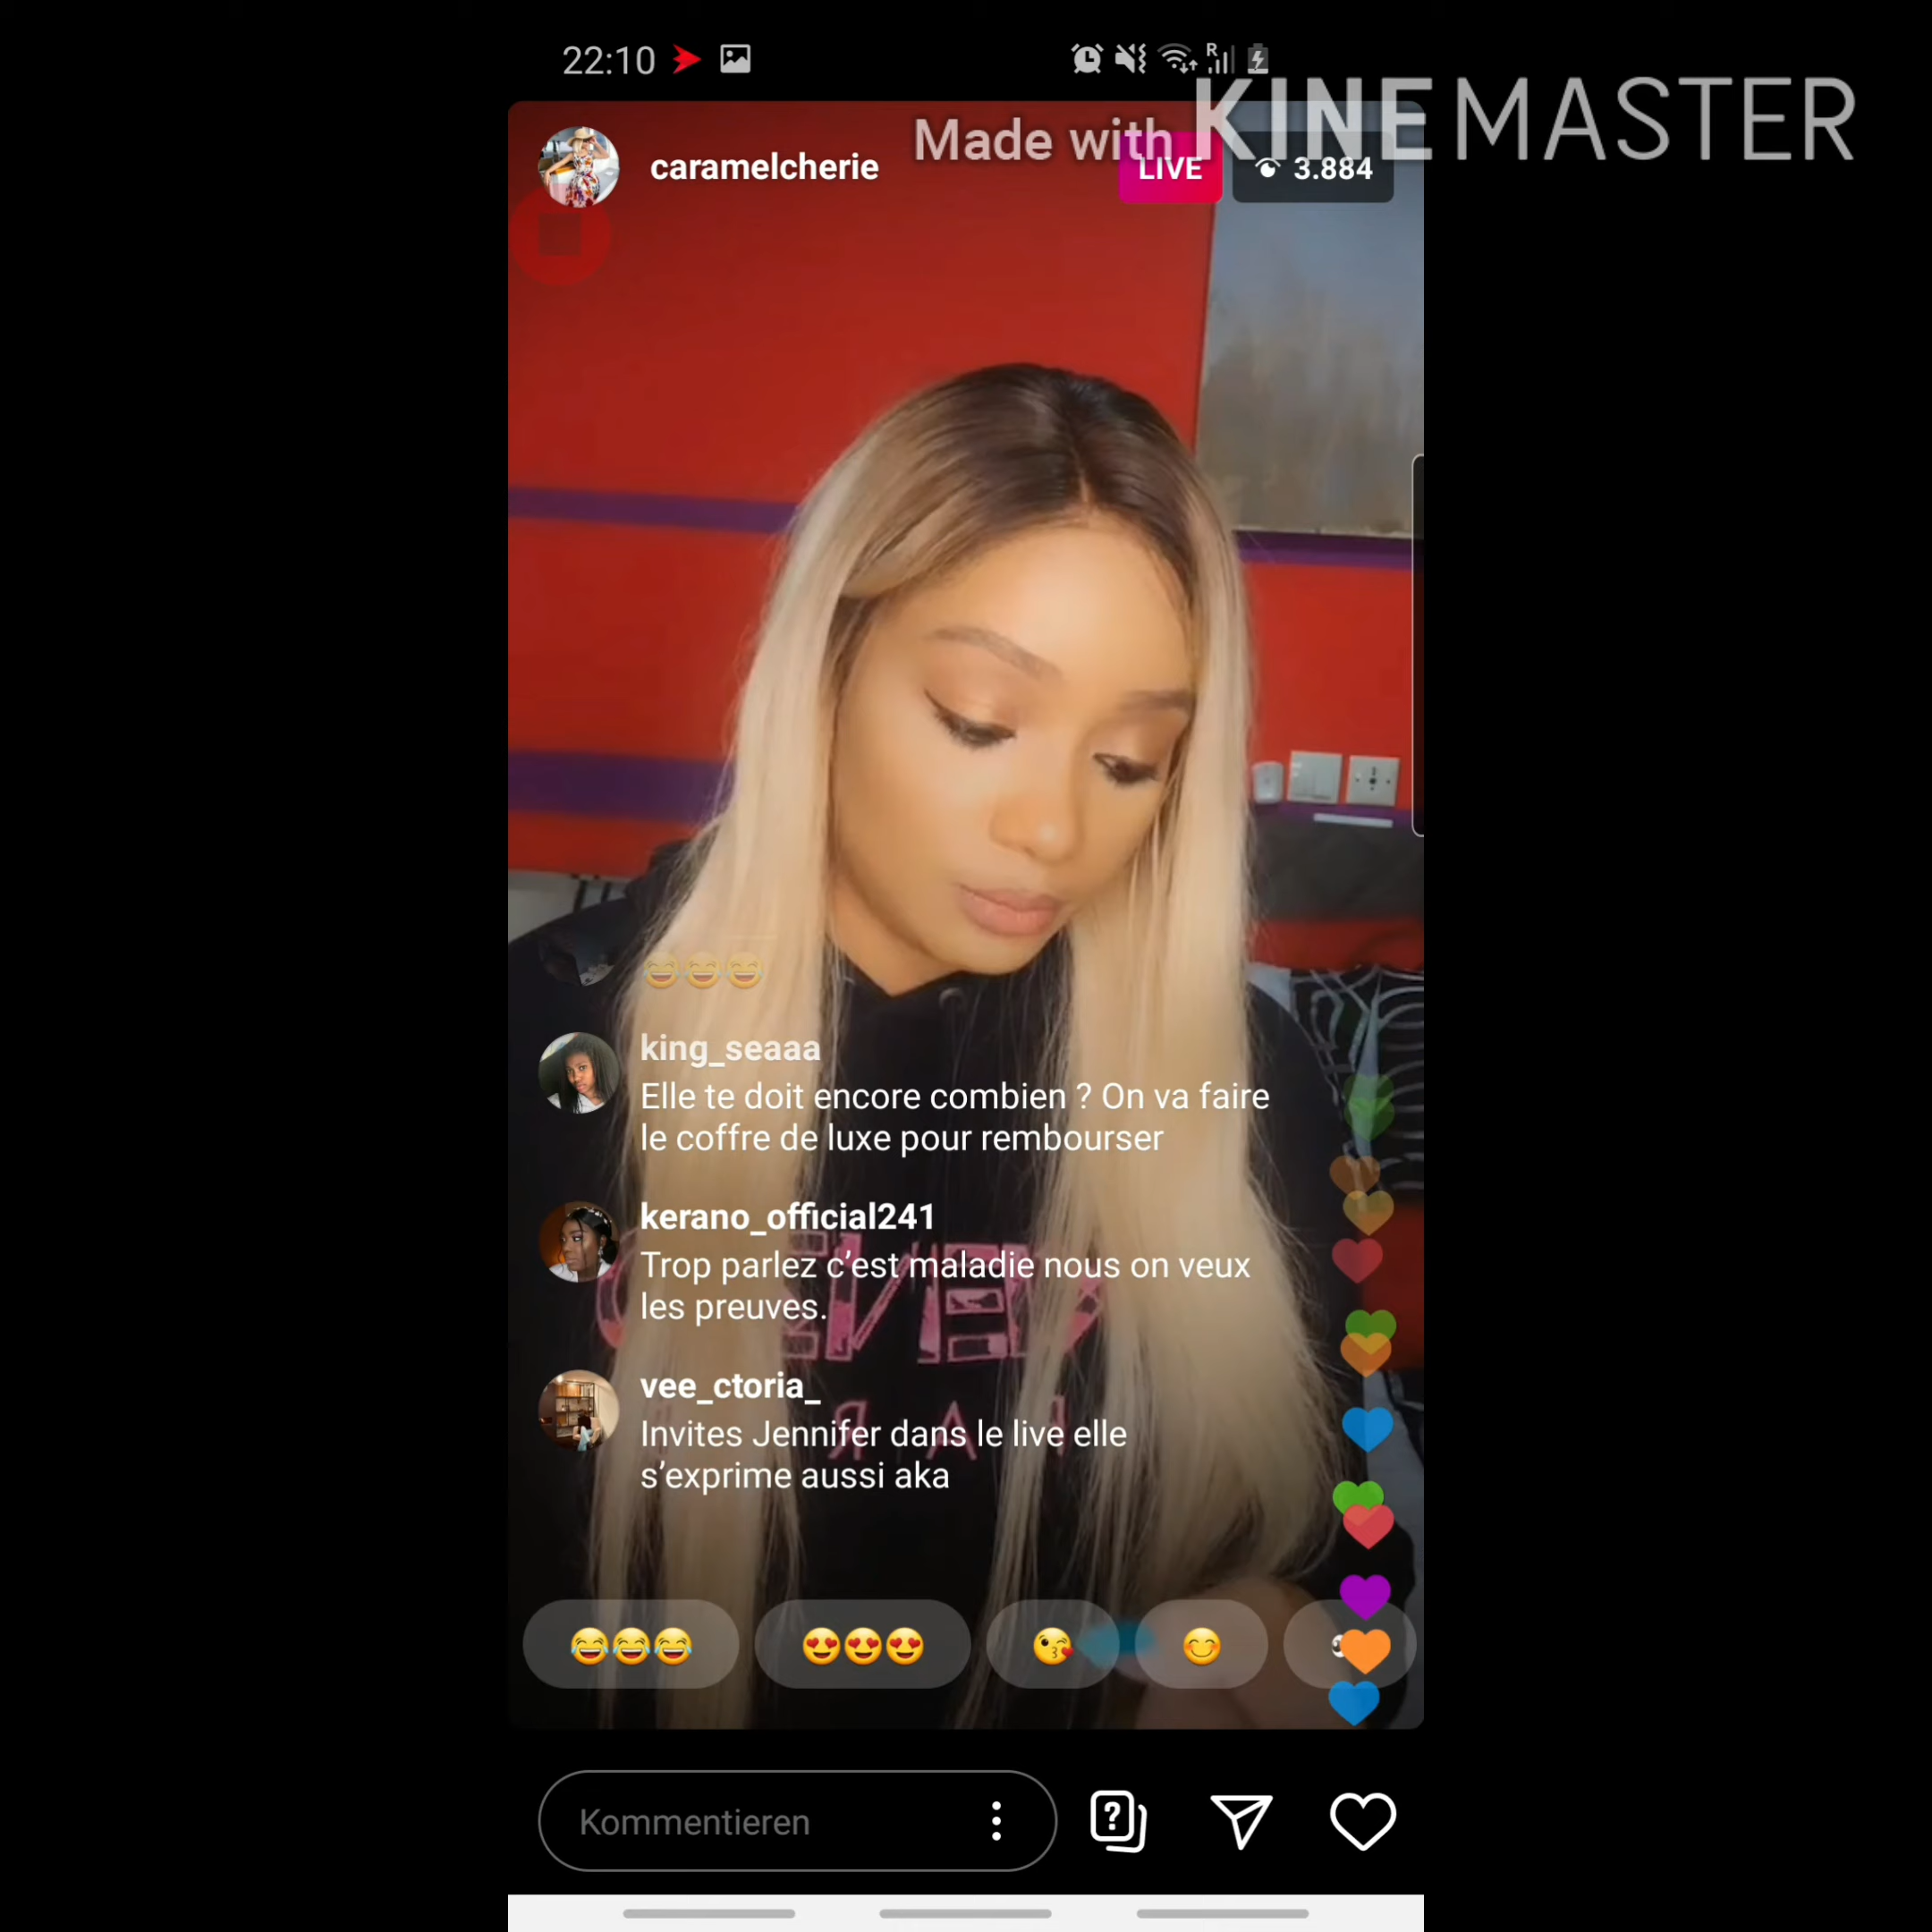 22:10
Made with KINEMASTER
caramelcherie
LIVE
3.884
king_seaaa
Elle te doit encore combien ? On va faire
le coffre de luxe pour rembourser
kerano_official241
Trop parlez c’est maladie nous on veux
les preuves.
vee_ctoria_
Invites Jennifer dans le live elle
s’exprime aussi aka
Kommentieren